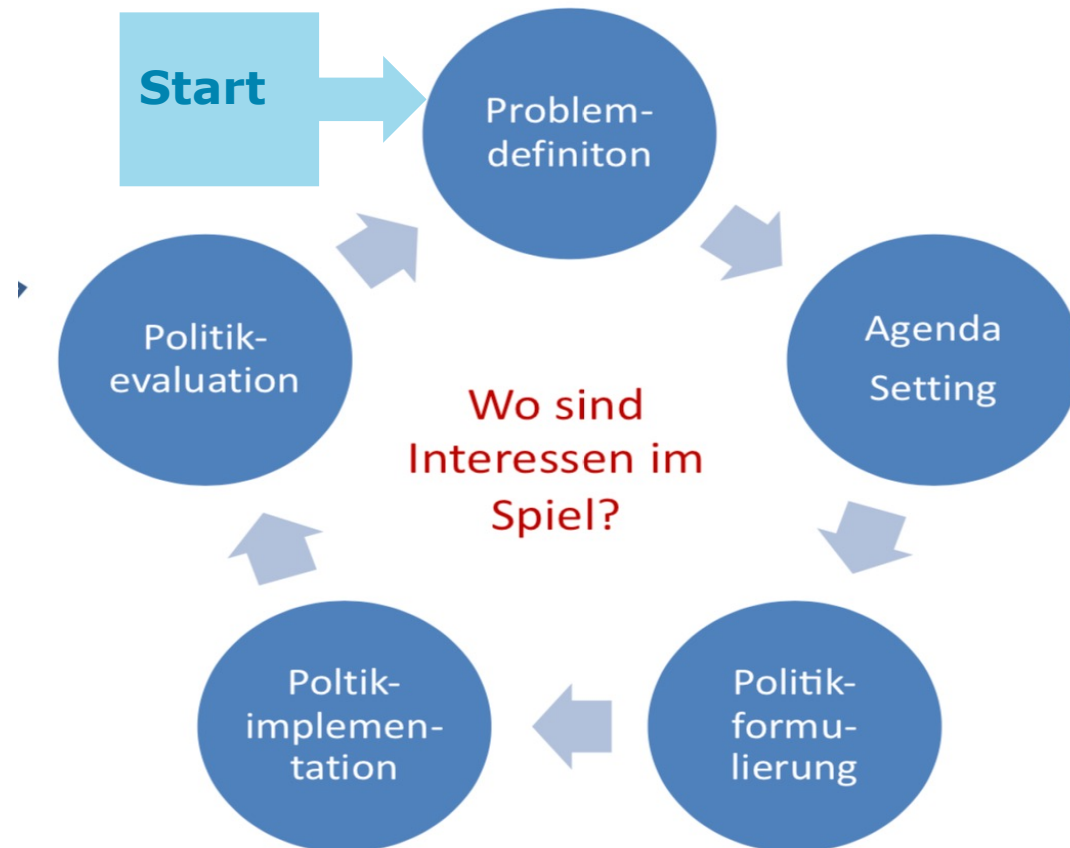 Start
Problem-
definiton
Agenda
Setting
Politik-
formu-
lierung
Poltik-
implemen-
tation
Politik-
evaluation
Wo sind
Interessen im
Spiel?